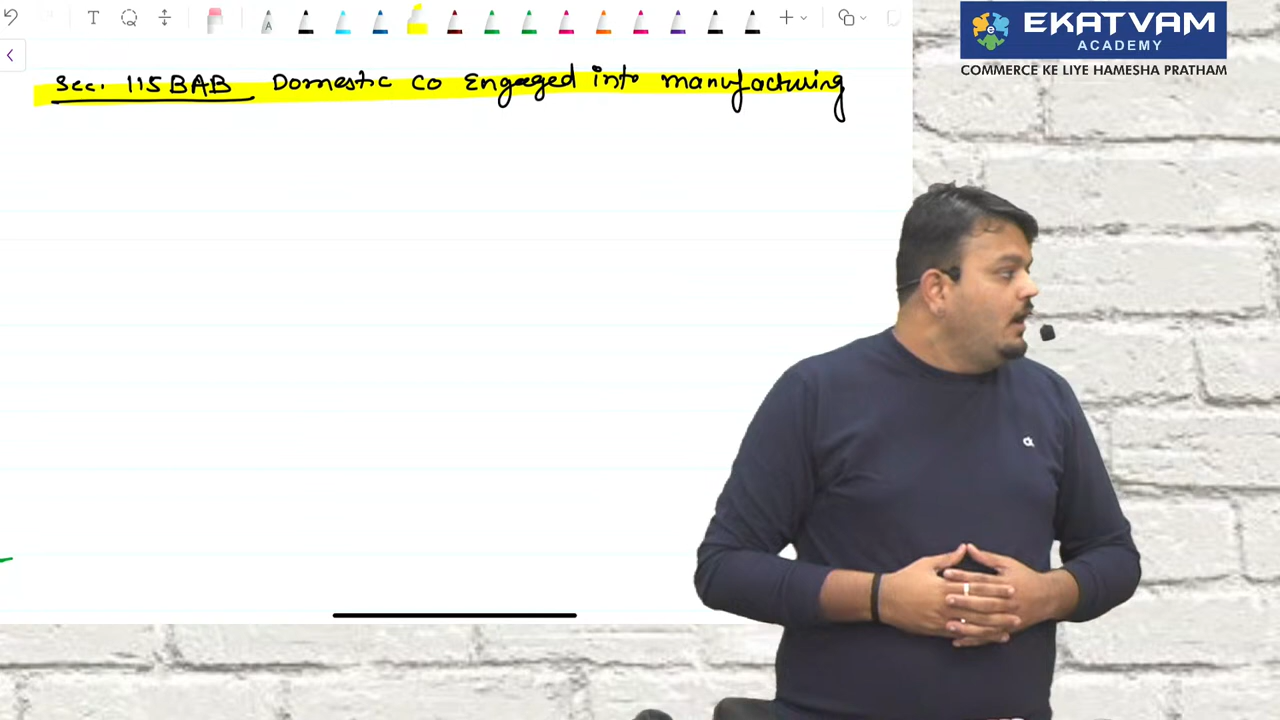 EKATVAM
ACADEMY
COMMERCE KE LIYE HAMESHA PRATHAM
Sec. 115BAB Domestic co Engaged into manufacturing